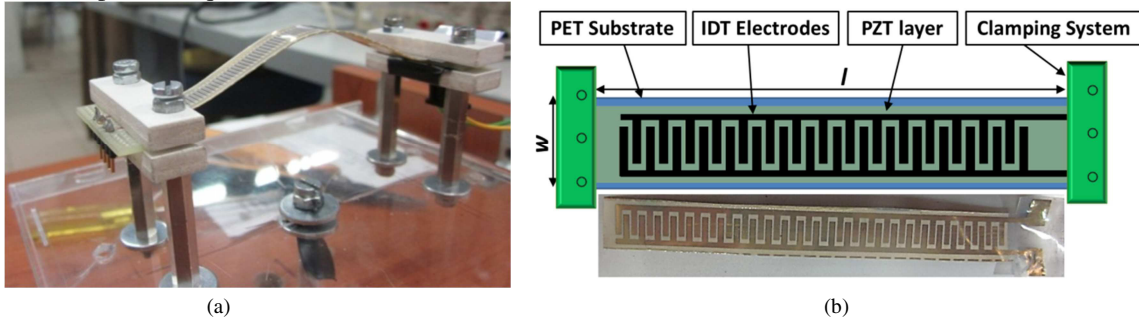 PET Substrate
IDT Electrodes
PZT layer
Clamping System
l
w
(a)
(b)